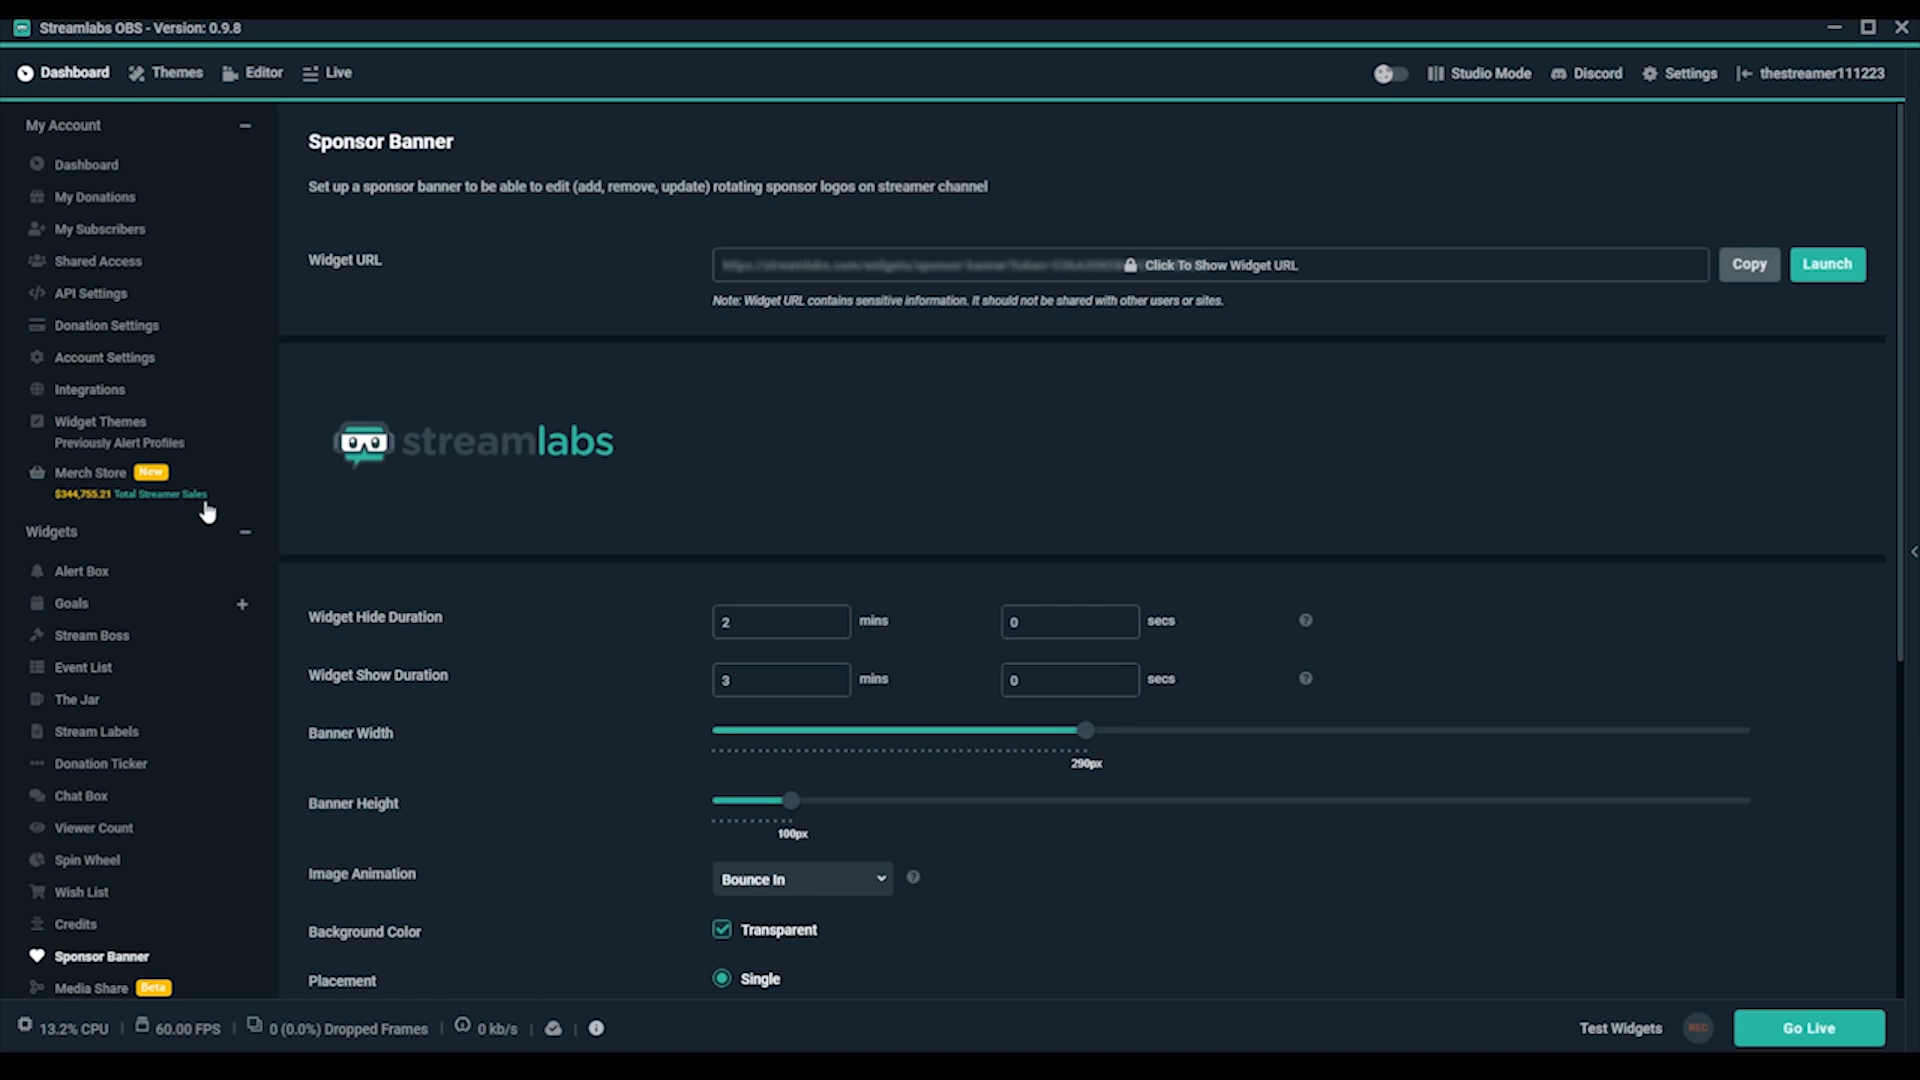 Streamlabs OBS - Version: 0.9.8
Dashboard Themes Editor Live
Studio Mode Discord Settings thestreamer111223
My Account
Dashboard
My Donations
My Subscribers
Shared Access
API Settings
Donation Settings
Account Settings
Integrations
Widget Themes
Previously Alert Profiles
Merch Store New
$344,755.21 Total Streamer Sales
Widgets
Alert Box
Goals
Stream Boss
Event List
The Jar
Stream Labels
Donation Ticker
Chat Box
Viewer Count
Spin Wheel
Wish List
Credits
Sponsor Banner
Media Share Beta
Sponsor Banner
Set up a sponsor banner to be able to edit (add, remove, update) rotating sponsor logos on streamer channel
Widget URL
Click To Show Widget URL
Copy
Launch
Note: Widget URL contains sensitive information. It should not be shared with other users or sites.
streamlabs
Widget Hide Duration 2 mins 0 secs ?
Widget Show Duration 3 mins 0 secs ?
Banner Width
290px
Banner Height
100px
Image Animation Bounce In ?
Background Color Transparent
Placement Single
13.2% CPU 60.00 FPS 0 (0.0%) Dropped Frames 0 kb/s
Test Widgets REC Go Live